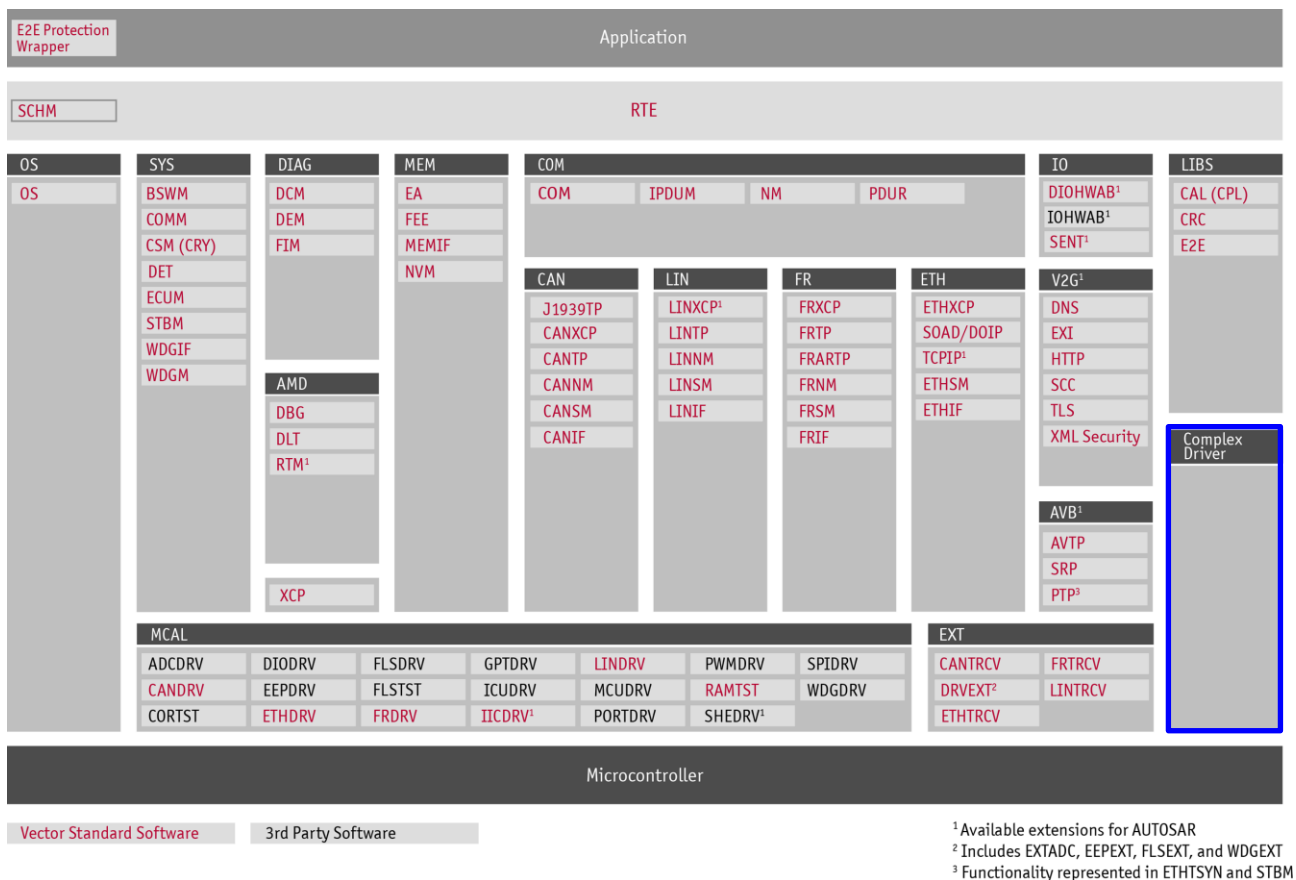 E2E Protection
Wrapper
Application
SCHM
RTE
OS
OS
SYS
BSWM
COMM
CSM (CRY)
DET
ECUM
STBM
WDGIF
WDGM
DIAG
DCM
DEM
FIM
AMD
DBG
DLT
RTM¹
XCP
MEM
EA
FEE
MEMIF
NVM
COM
COM IPDUM NM PDUR
CAN
J1939TP
CANXCP
CANTP
CANNM
CANSM
CANIF
LIN
LINXCP¹
LINTP
LINNM
LINSM
LINIF
FR
FRXCP
FRTP
FRARTP
FRNM
FRSM
FRIF
ETH
ETHXCP
SOAD/DOIP
TCPIP¹
ETHSM
ETHIF
IO
DIOHWAB¹
IOHWAB¹
SENT¹
V2G¹
DNS
EXI
HTTP
SCC
TLS
XML Security
AVB¹
AVTP
SRP
PTP³
LIBS
CAL (CPL)
CRC
E2E
Complex
Driver
MCAL
ADCDRV DIODRV FLSDRV GPTDRV LINDRV PWMDRV SPIDRV
CANDRV EEPDRV FLSTST ICUDRV MCUDRV RAMTST WDGDRV
CORTST ETHDRV FRDRV IICDRV¹ PORTDRV SHEDRV¹
EXT
CANTRCV FRTRCV
DRVEXT² LINTRCV
ETHTRCV
Microcontroller
Vector Standard Software 3rd Party Software
¹ Available extensions for AUTOSAR
² Includes EXTADC, EEPEXT, FLSEXT, and WDGEXT
³ Functionality represented in ETHTSYN and STBM